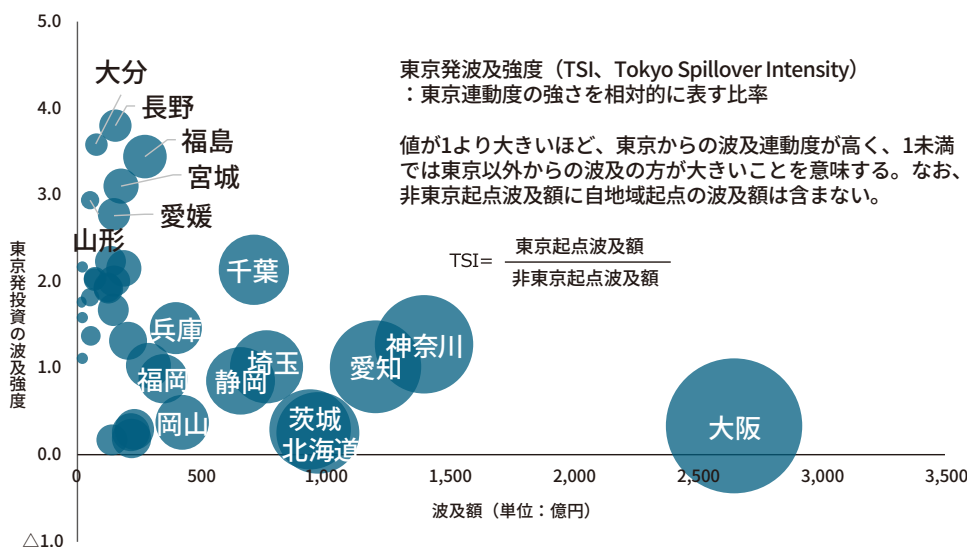 5.0
4.0
3.0
2.0
1.0
0.0
△1.0
東京発投資の波及強度
東京発波及強度（TSI、Tokyo Spillover Intensity）
：東京連動度の強さを相対的に表す比率
値が1より大きいほど、東京からの波及連動度が高く、1未満
では東京以外からの波及の方が大きいことを意味する。なお、
非東京起点波及額に自地域起点の波及額は含まない。
TSI＝
東京起点波及額
非東京起点波及額
大分
長野
福島
宮城
愛媛
山形
千葉
兵庫
神奈川
埼玉
愛知
福岡
静岡
岡山
茨城
北海道
大阪
0
500
1,000
1,500
2,000
2,500
3,000
3,500
波及額（単位：億円）